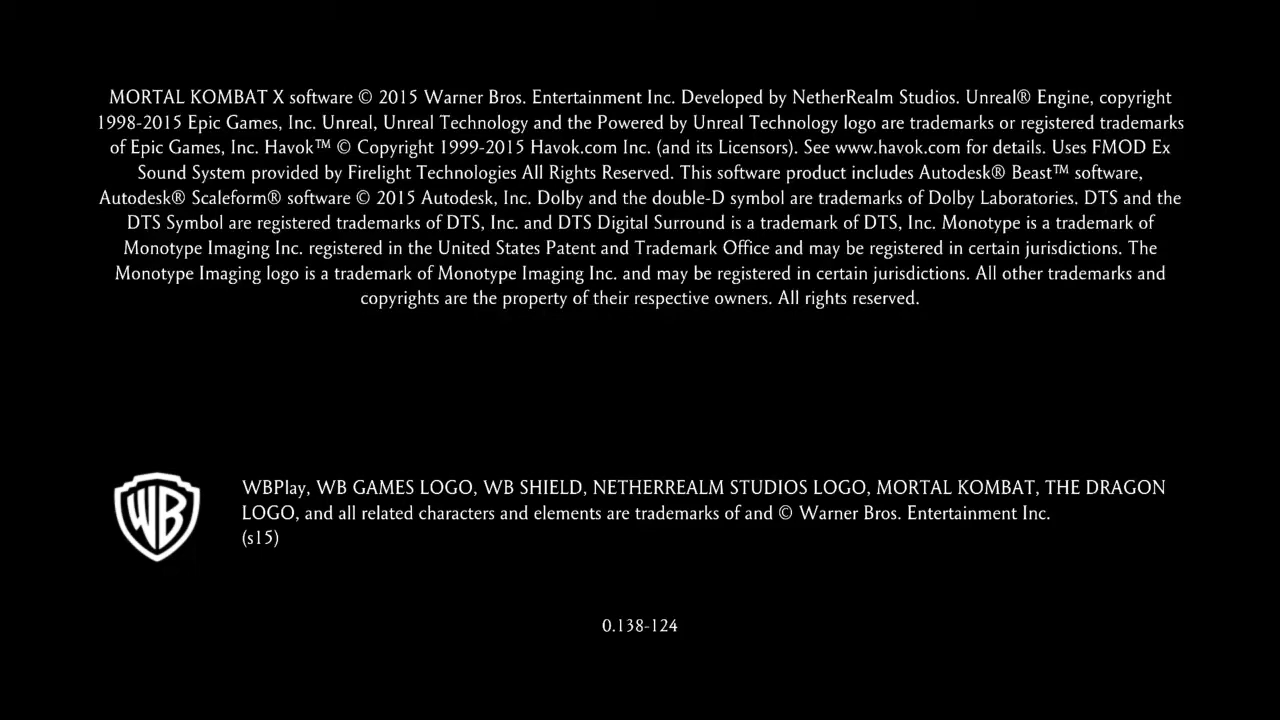 MORTAL KOMBAT X software © 2015 Warner Bros. Entertainment Inc. Developed by NetherRealm Studios. Unreal® Engine, copyright
1998-2015 Epic Games, Inc. Unreal, Unreal Technology and the Powered by Unreal Technology logo are trademarks or registered trademarks
of Epic Games, Inc. Havok™ © Copyright 1999-2015 Havok.com Inc. (and its Licensors). See www.havok.com for details. Uses FMOD Ex
Sound System provided by Firelight Technologies All Rights Reserved. This software product includes Autodesk® Beast™ software,
Autodesk® Scaleform® software © 2015 Autodesk, Inc. Dolby and the double-D symbol are trademarks of Dolby Laboratories. DTS and the
DTS Symbol are registered trademarks of DTS, Inc. and DTS Digital Surround is a trademark of DTS, Inc. Monotype is a trademark of
Monotype Imaging Inc. registered in the United States Patent and Trademark Office and may be registered in certain jurisdictions. The
Monotype Imaging logo is a trademark of Monotype Imaging Inc. and may be registered in certain jurisdictions. All other trademarks and
copyrights are the property of their respective owners. All rights reserved.
WB
WBPlay, WB GAMES LOGO, WB SHIELD, NETHERREALM STUDIOS LOGO, MORTAL KOMBAT, THE DRAGON
LOGO, and all related characters and elements are trademarks of and © Warner Bros. Entertainment Inc.
(s15)
0.138-124